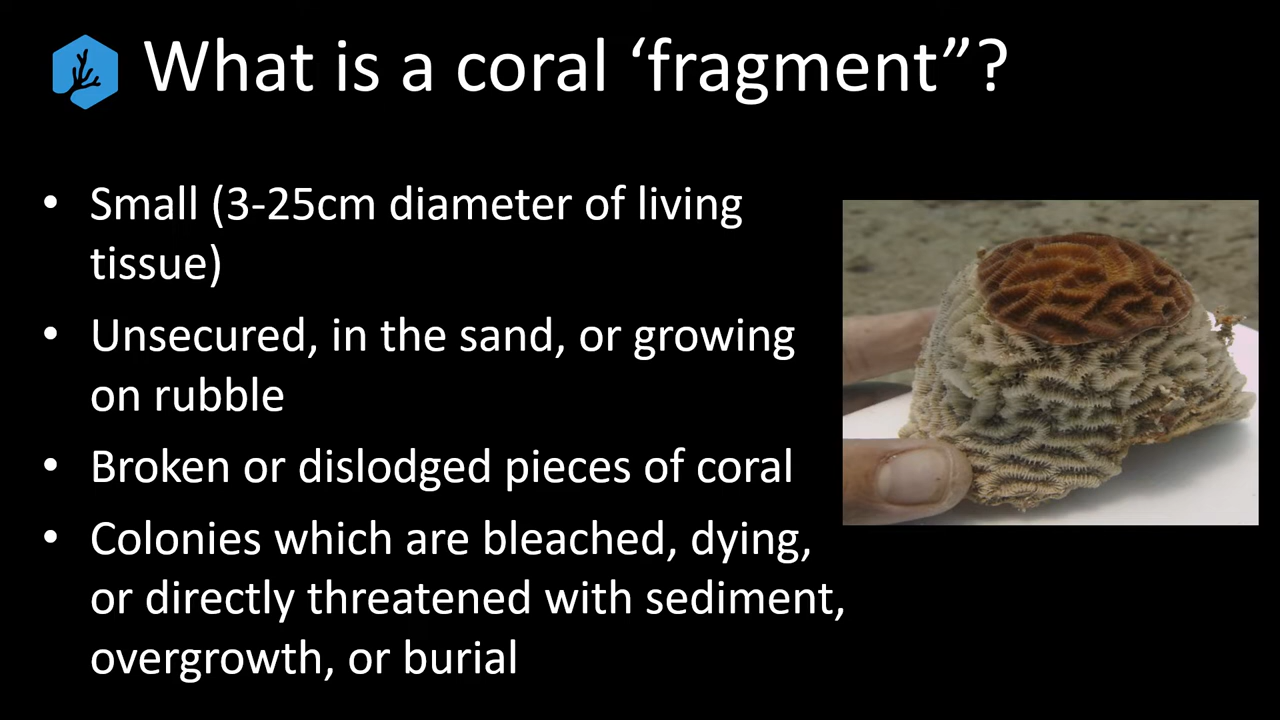 What is a coral ‘fragment”?
• Small (3-25cm diameter of living
tissue)
• Unsecured, in the sand, or growing
on rubble
• Broken or dislodged pieces of coral
• Colonies which are bleached, dying,
or directly threatened with sediment,
overgrowth, or burial